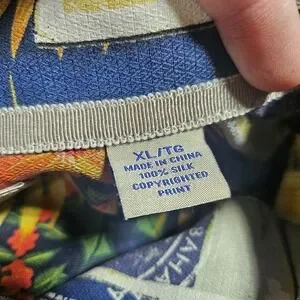 XL/TG
MADE IN CHINA
100% SILK
COPYRIGHTED
PRINT